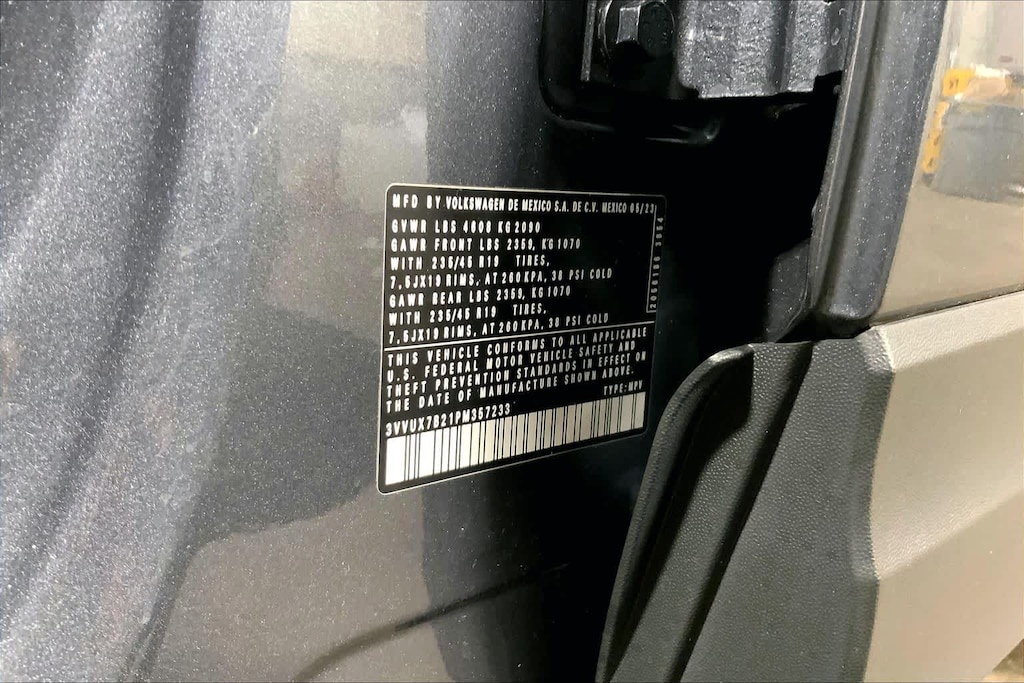 MFD BY VOLKSWAGEN DE MEXICO S.A. DE C.V. MEXICO 05/23
GVWR LBS 4608 KG 2090
GAWR FRONT LBS 2359, KG 1070
WITH 235/45 R19 TIRES,
7,5JX19 RIMS, AT 260 KPA, 38 PSI COLD
GAWR REAR LBS 2359, KG 1070
WITH 235/45 R19 TIRES,
7,5JX19 RIMS, AT 260 KPA, 38 PSI COLD
THIS VEHICLE CONFORMS TO ALL APPLICABLE
U.S. FEDERAL MOTOR VEHICLE SAFETY AND
THEFT PREVENTION STANDARDS IN EFFECT ON
THE DATE OF MANUFACTURE SHOWN ABOVE.
TYPE: MPV
3VVUX7B21PM357233